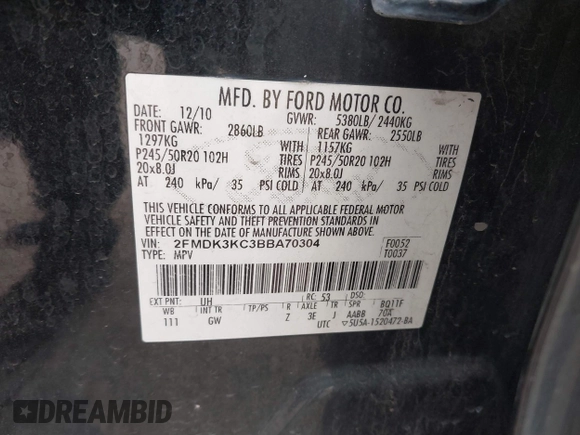 MFD. BY FORD MOTOR CO.
DATE: 12/10 GVWR: 5380LB/ 2440KG
FRONT GAWR: 2860LB REAR GAWR: 2550LB
1297KG WITH 1157KG WITH
P245/50R20 102H TIRES P245/50R20 102H TIRES
20x8.0J RIMS 20x8.0J RIMS
AT 240 kPa/ 35 PSI COLD AT 240 kPa/ 35 PSI COLD
THIS VEHICLE CONFORMS TO ALL APPLICABLE FEDERAL MOTOR
VEHICLE SAFETY AND THEFT PREVENTION STANDARDS
IN EFFECT ON THE DATE OF MANUFACTURE SHOWN ABOVE.
VIN: 2FMDK3KC3BBA70304 F0052
TYPE: MPV T0037
EXT PNT: UH RC: 53 DSO:
WB INT TR TP/PS R AXLE TR SPR BQ11F
111 GW Z 3E J AABB 70A
UTC ▽5U5A-1520472-BA
DREAMBID